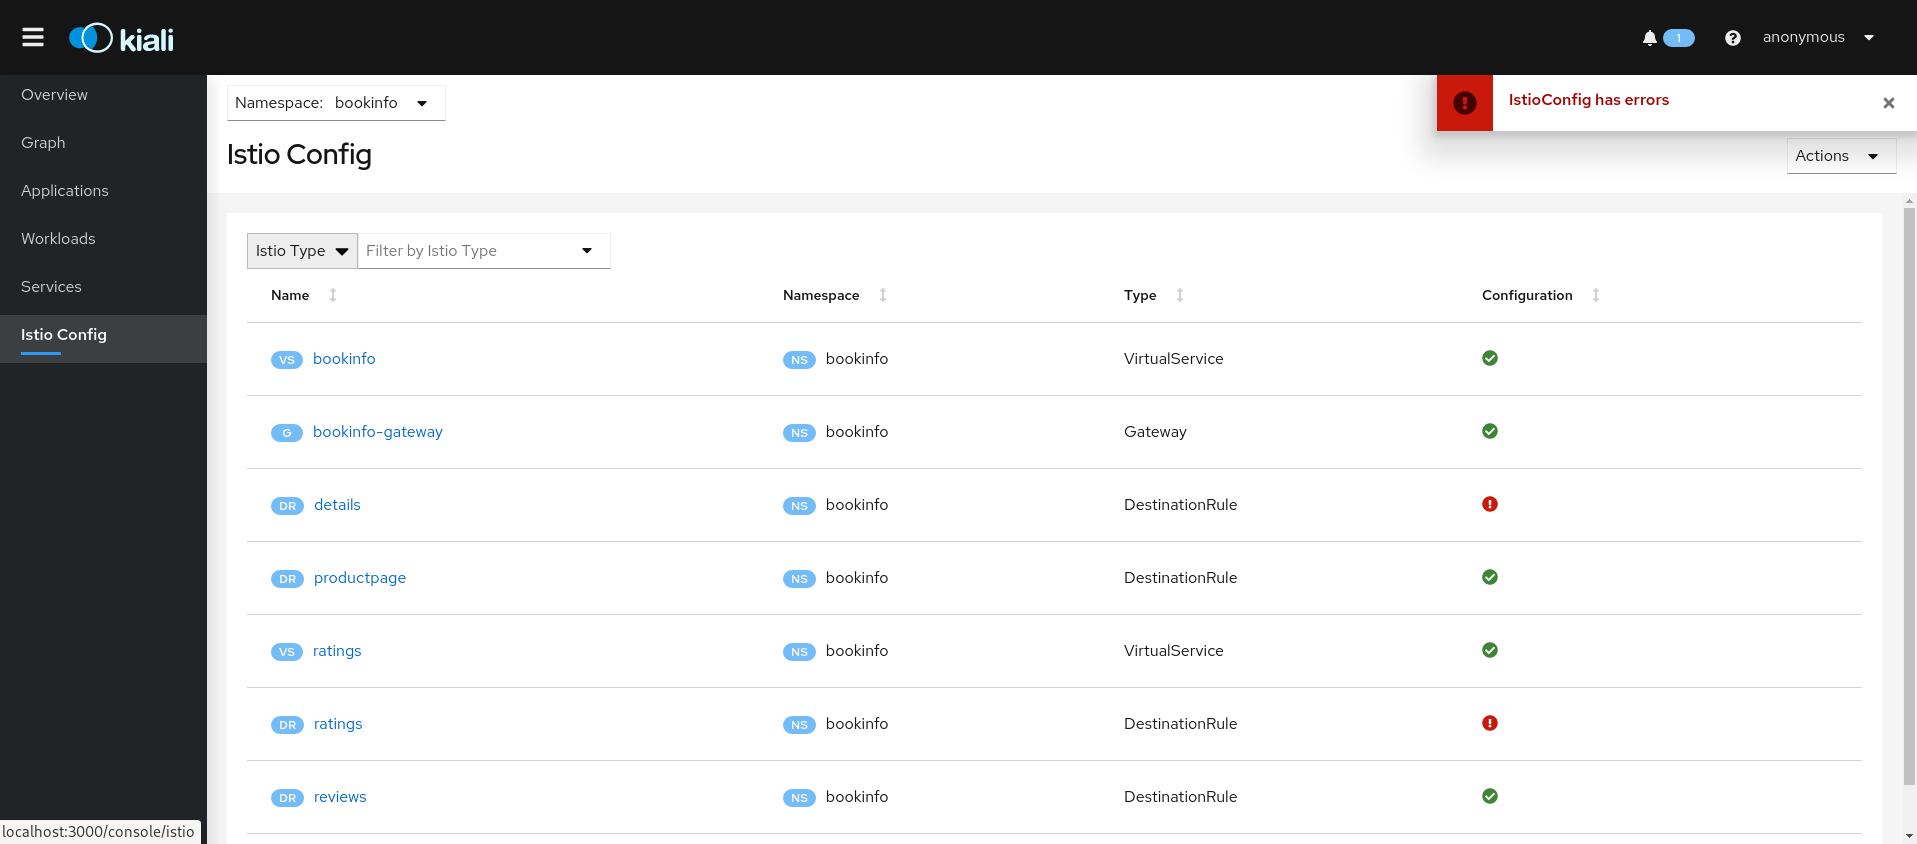 kiali
1
anonymous
Overview
Graph
Applications
Workloads
Services
Istio Config
Namespace: bookinfo
IstioConfig has errors
Istio Config
Actions
Istio Type Filter by Istio Type
Name Namespace Type Configuration
VS bookinfo NS bookinfo VirtualService
G bookinfo-gateway NS bookinfo Gateway
DR details NS bookinfo DestinationRule
DR productpage NS bookinfo DestinationRule
VS ratings NS bookinfo VirtualService
DR ratings NS bookinfo DestinationRule
DR reviews NS bookinfo DestinationRule
localhost:3000/console/istio